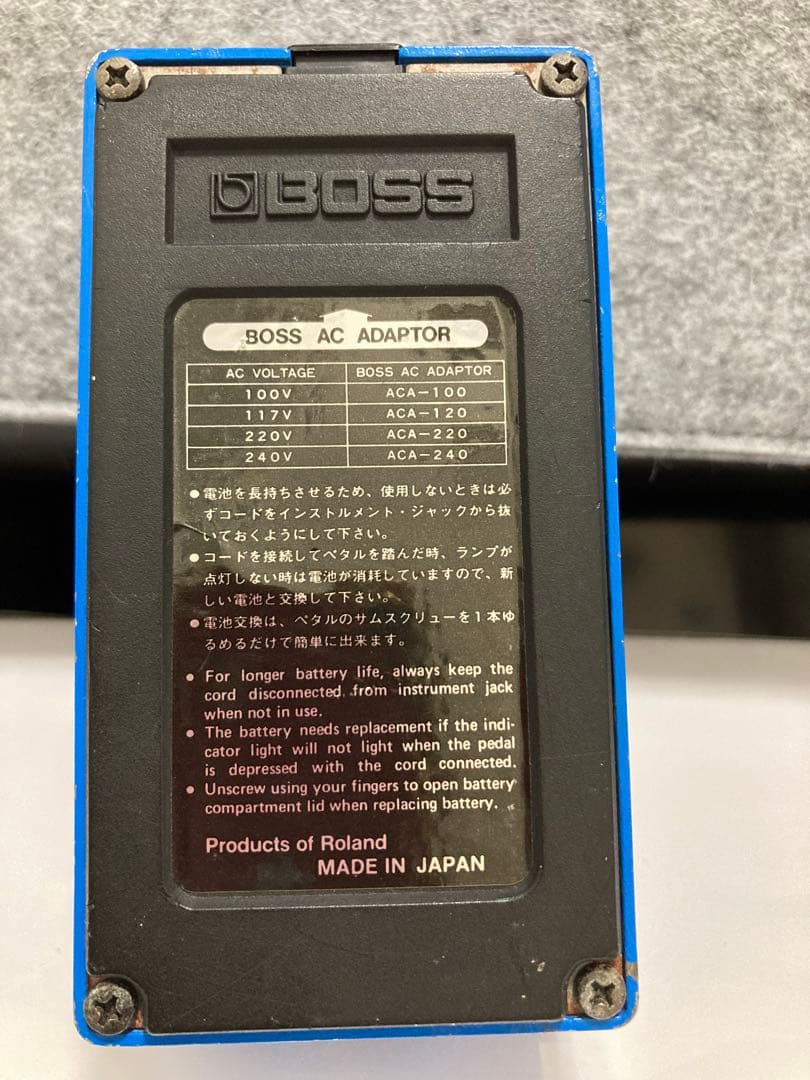 BOSS
BOSS AC ADAPTOR
AC VOLTAGE BOSS AC ADAPTOR
100V ACA-100
117V ACA-120
220V ACA-220
240V ACA-240
●電池を長持ちさせるため、使用しないときは必
ずコードをインストルメント・ジャックから抜
いておくようにして下さい。
●コードを接続してペタルを踏んだ時、ランプが
点灯しない時は電池が消耗していますので、新
しい電池と交換して下さい。
●電池交換は、ペタルのサムスクリューを1本ゆ
るめるだけで簡単に出来ます。
● For longer battery life, always keep the
cord disconnected from instrument jack
when not in use.
● The battery needs replacement if the indi-
cator light will not light when the pedal
is depressed with the cord connected.
● Unscrew using your fingers to open battery
compartment lid when replacing battery.
Products of Roland
MADE IN JAPAN